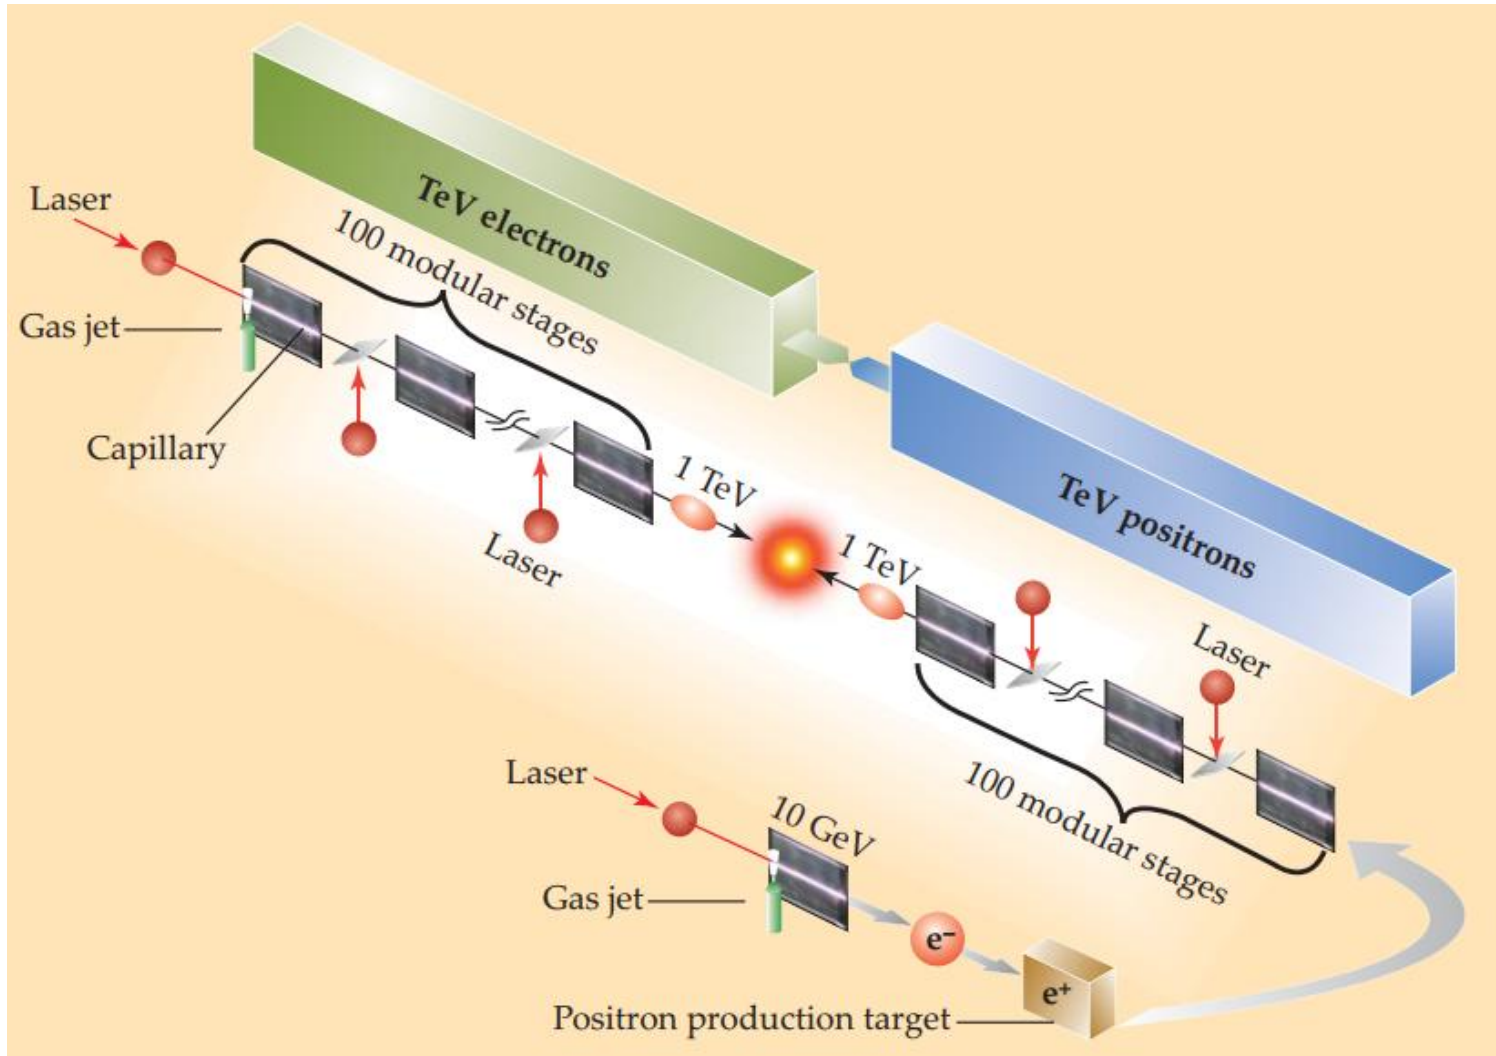 TeV electrons
Laser
100 modular stages
Gas jet
Capillary
1 TeV
TeV positrons
Laser
1 TeV
Laser
Laser
10 GeV
100 modular stages
Gas jet
e⁻
e⁺
Positron production target